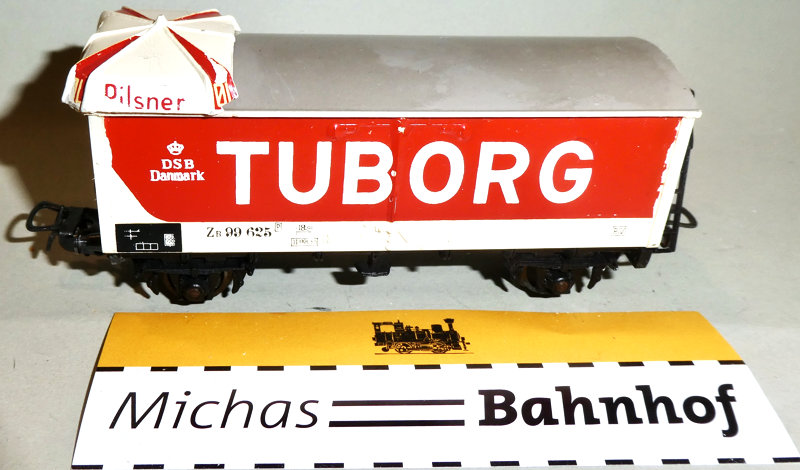 Pilsner
DSB
Danmark
TUBORG
ZB 99 625
Michas Bahnhof